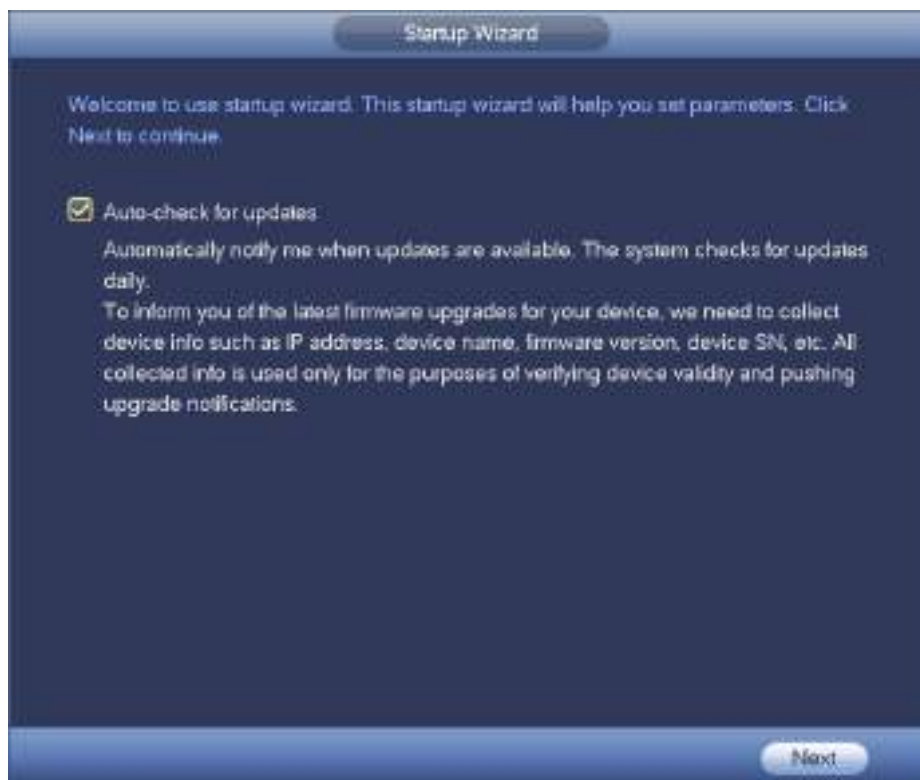 Startup Wizard
Welcome to use startup wizard. This startup wizard will help you set parameters. Click
Next to continue.
Auto-check for updates
Automatically notify me when updates are available. The system checks for updates
daily.
To inform you of the latest firmware upgrades for your device, we need to collect
device info such as IP address, device name, firmware version, device SN, etc. All
collected info is used only for the purposes of verifying device validity and pushing
upgrade notifications.
Next